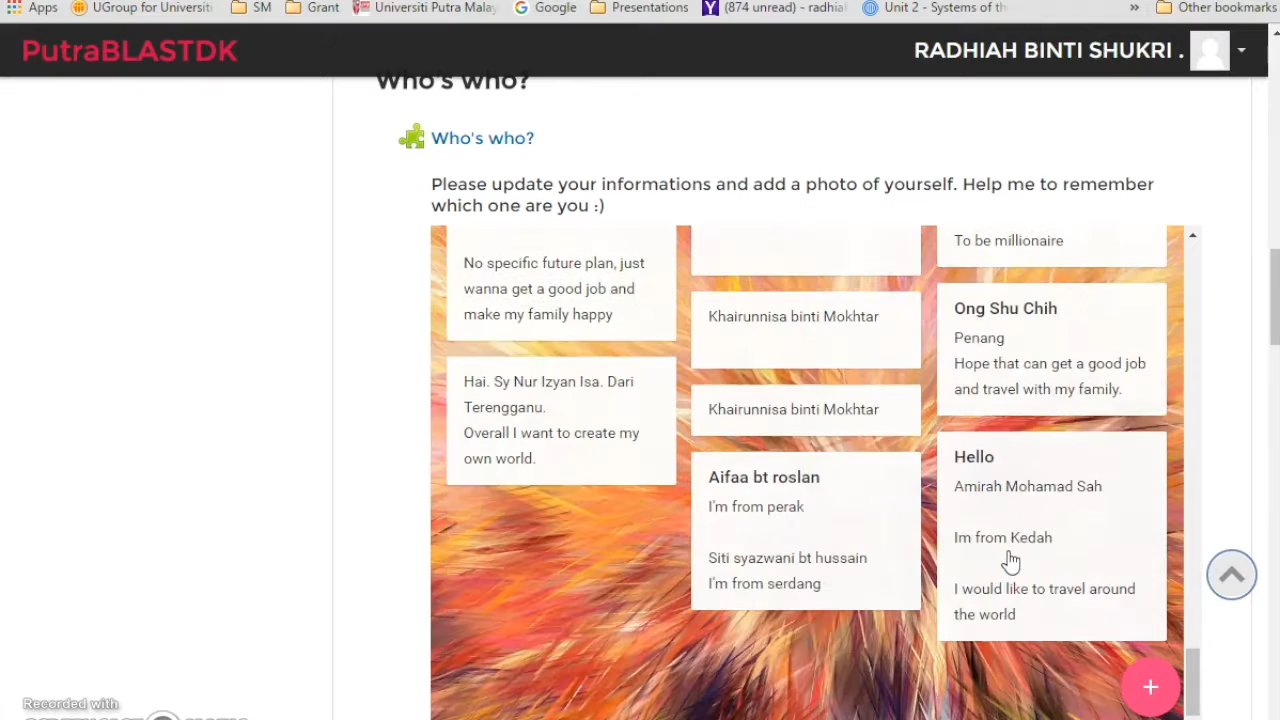 Apps
UGroup for Universiti
SM
Grant
Universiti Putra Malay
Google
Presentations
(874 unread) - radhia
Unit 2 - Systems of th
»
Other bookmarks
PutraBLASTDK
RADHIAH BINTI SHUKRI .
Who's who?
Who's who?
Please update your informations and add a photo of yourself. Help me to remember
which one are you :)
No specific future plan, just
wanna get a good job and
make my family happy
Hai. Sy Nur Izyan Isa. Dari
Terengganu.
Overall I want to create my
own world.
Khairunnisa binti Mokhtar
Khairunnisa binti Mokhtar
Aifaa bt roslan
I'm from perak
Siti syazwani bt hussain
I'm from serdang
To be millionaire
Ong Shu Chih
Penang
Hope that can get a good job
and travel with my family.
Hello
Amirah Mohamad Sah
Im from Kedah
I would like to travel around
the world
+
Recorded with